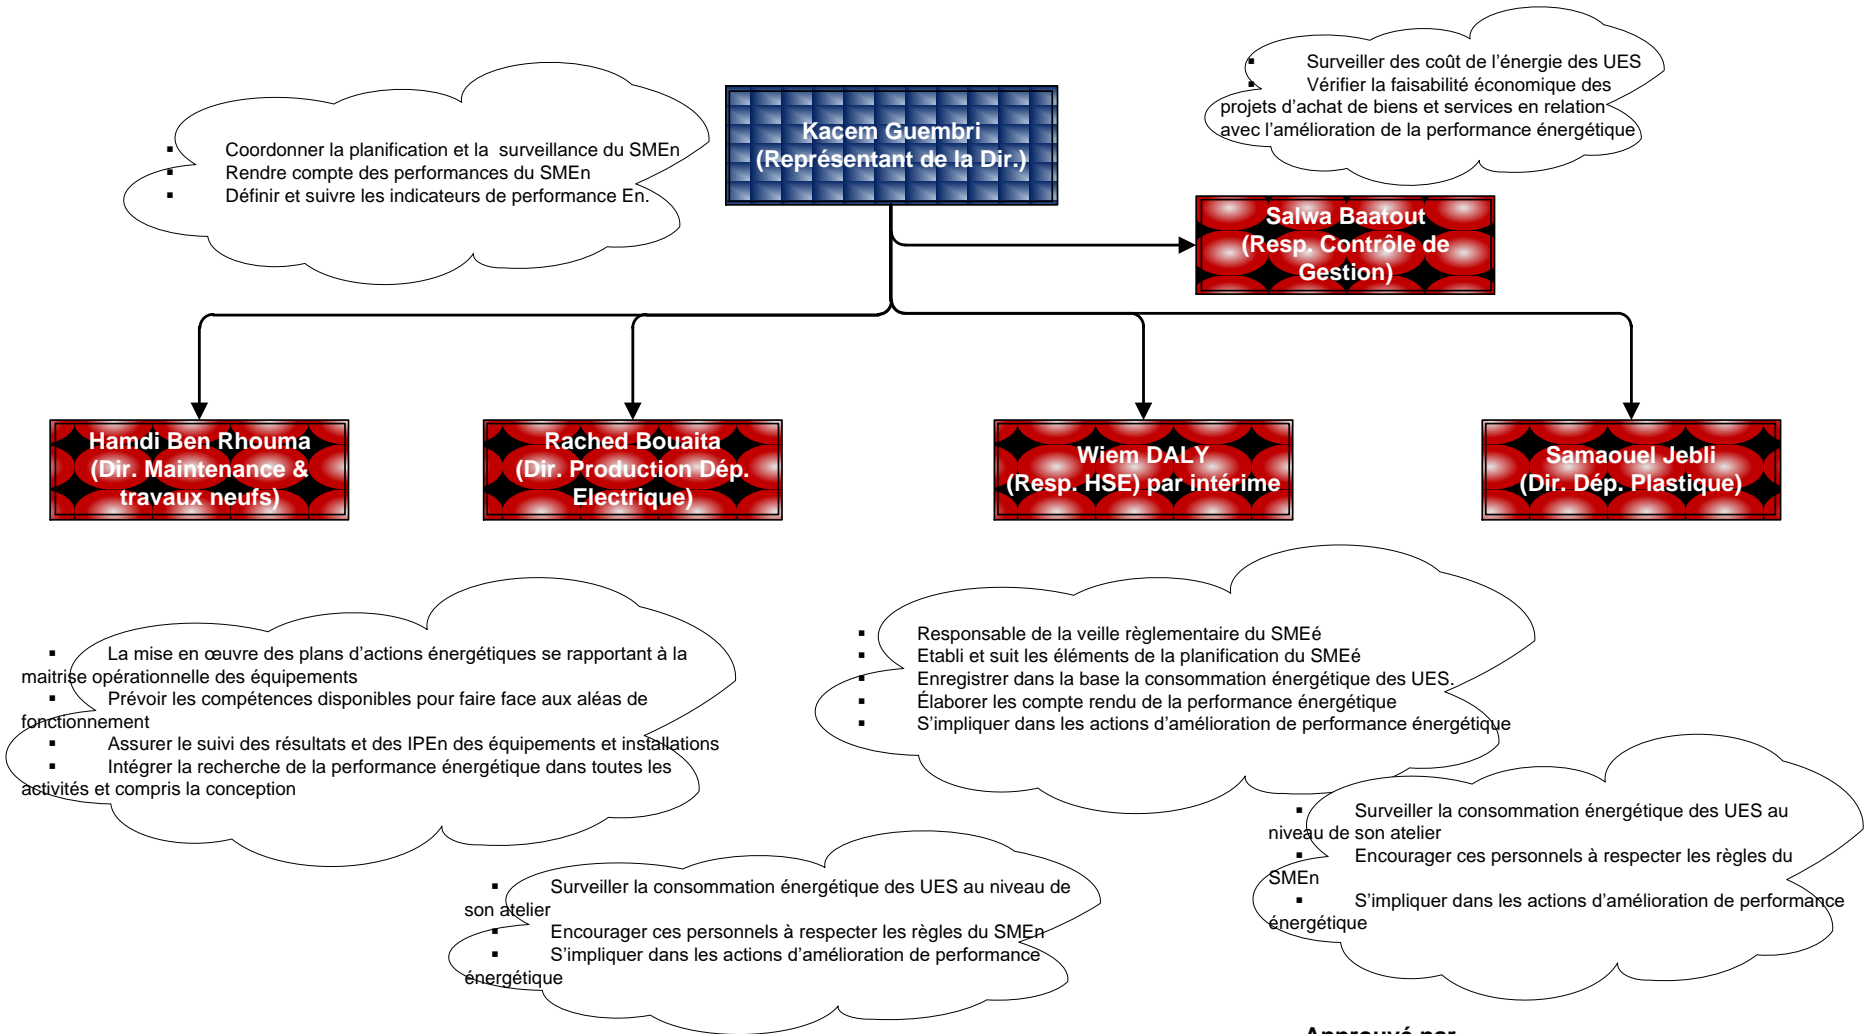 ▪ Surveiller des coût de l'énergie des UES
▪ Vérifier la faisabilité économique des
projets d'achat de biens et services en relation
avec l'amélioration de la performance énergétique
Kacem Guembri
(Représentant de la Dir.)
▪ Coordonner la planification et la surveillance du SMEn
▪ Rendre compte des performances du SMEn
▪ Définir et suivre les indicateurs de performance En.
Salwa Baatout
(Resp. Contrôle de
Gestion)
Hamdi Ben Rhouma
(Dir. Maintenance &
travaux neufs)
Rached Bouaita
(Dir. Production Dép.
Electrique)
Wiem DALY
(Resp. HSE) par intérime
Samaouel Jebli
(Dir. Dép. Plastique)
▪ La mise en œuvre des plans d'actions énergétiques se rapportant à la
maitrise opérationnelle des équipements
▪ Prévoir les compétences disponibles pour faire face aux aléas de
fonctionnement
▪ Assurer le suivi des résultats et des IPEn des équipements et installations
▪ Intégrer la recherche de la performance énergétique dans toutes les
activités et compris la conception
▪ Responsable de la veille règlementaire du SMEé
▪ Etabli et suit les éléments de la planification du SMEé
▪ Enregistrer dans la base la consommation énergétique des UES.
▪ Élaborer les compte rendu de la performance énergétique
▪ S'impliquer dans les actions d'amélioration de performance énergétique
▪ Surveiller la consommation énergétique des UES au niveau de
son atelier
▪ Encourager ces personnels à respecter les règles du SMEn
▪ S'impliquer dans les actions d'amélioration de performance
énergétique
▪ Surveiller la consommation énergétique des UES au
niveau de son atelier
▪ Encourager ces personnels à respecter les règles du
SMEn
▪ S'impliquer dans les actions d'amélioration de performance
énergétique
Approuvé par